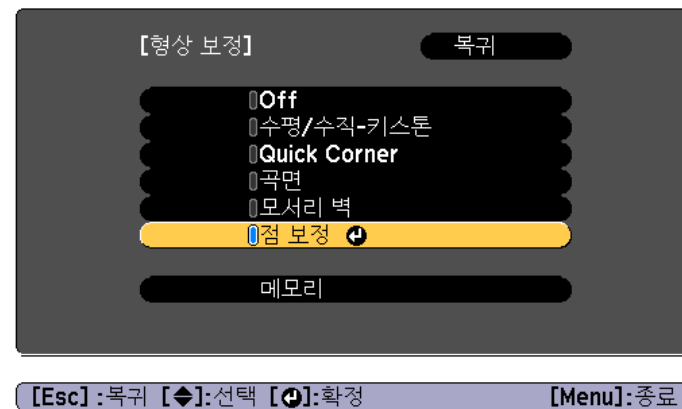 [형상 보정] 복귀
Off
수평/수직-키스톤
Quick Corner
곡면
모서리 벽
점 보정
메모리
[Esc] :복귀 [◆]:선택 [↵]:확정 [Menu]:종료